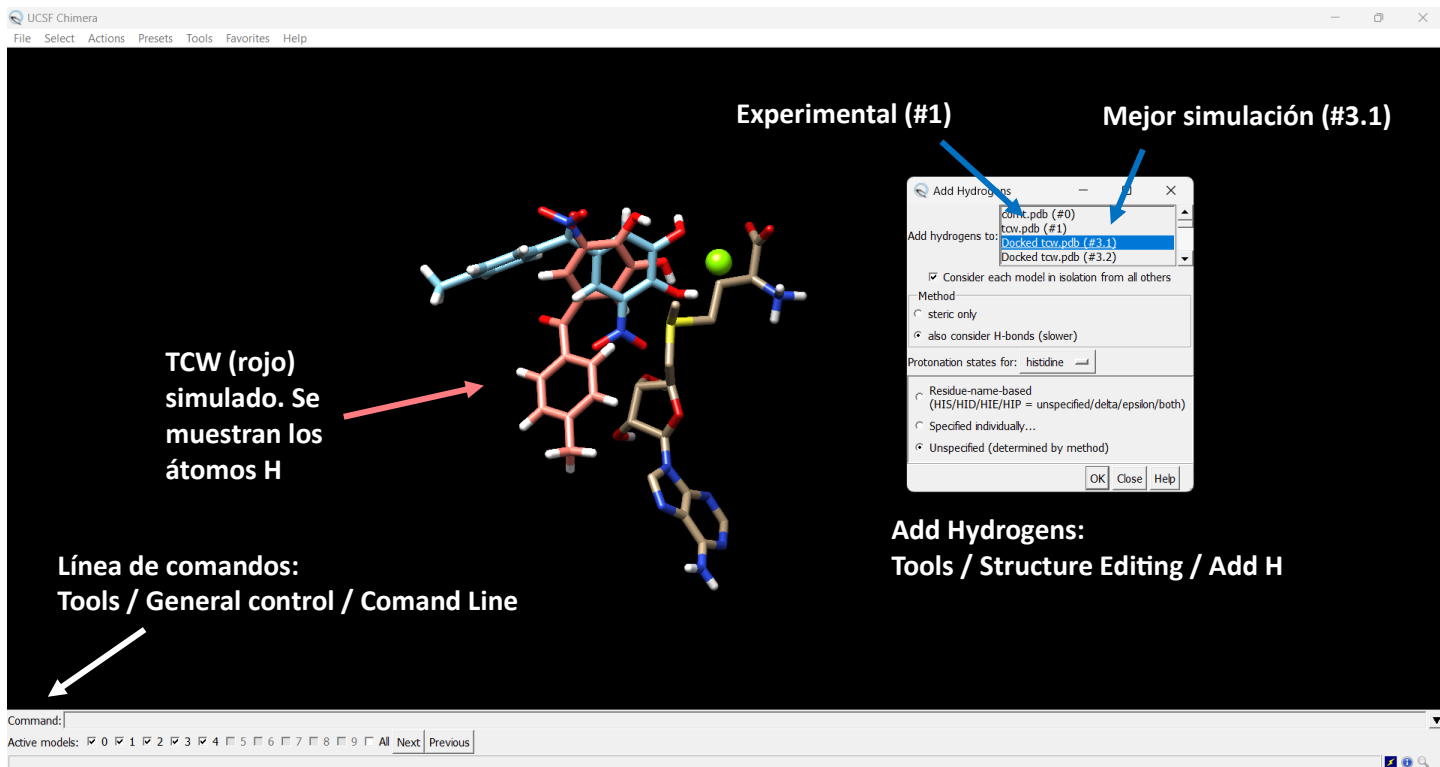 UCSF Chimera
File Select Actions Presets Tools Favorites Help
Experimental (#1)
Mejor simulación (#3.1)
Add Hydrogens
comt.pdb (#0)
tcw.pdb (#1)
Add hydrogens to:
Docked tcw.pdb (#3.1)
Docked tcw.pdb (#3.2)
Consider each model in isolation from all others
Method
steric only
also consider H-bonds (slower)
Protonation states for: histidine
Residue-name-based
(HIS/HID/HIE/HIP = unspecified/delta/epsilon/both)
Specified individually...
Unspecified (determined by method)
OK Close Help
TCW (rojo)
simulado. Se
muestran los
átomos H
Add Hydrogens:
Tools / Structure Editing / Add H
Línea de comandos:
Tools / General control / Comand Line
Command:
Active models: 0 1 2 3 4 5 6 7 8 9 All Next Previous